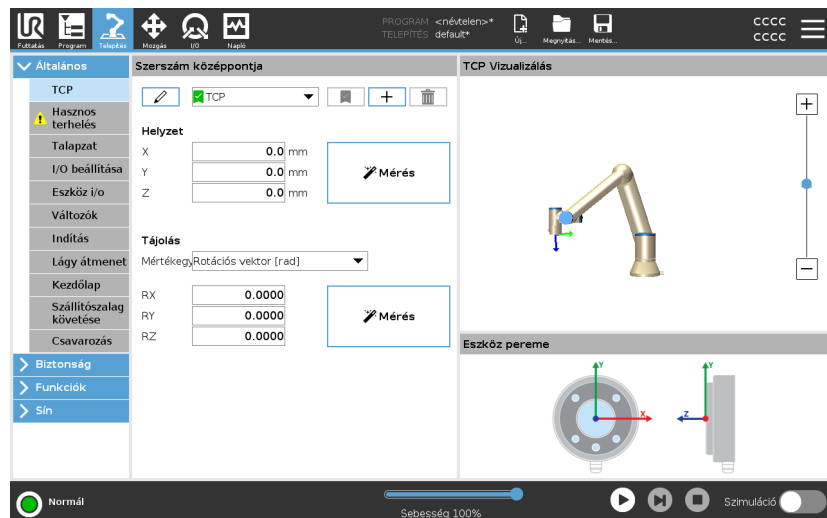 UR
PROGRAM <névtelen>*
TELEPÍTÉS default*
CCCC
CCCC
Futtatás Program Telepítés Mozgás I/O Napló Új... Megnyitás... Mentés...
Általános
TCP
Hasznos
terhelés
Talapzat
I/O beállítása
Eszköz i/o
Változók
Indítás
Lágy átmenet
Kezdőlap
Szállítószalag
követése
Csavarozás
Biztonság
Funkciók
Sín
Szerszám középpontja
TCP
Helyzet
X 0.0 mm
Y 0.0 mm
Z 0.0 mm
Mérés
Tájolás
Mértékegy Rotációs vektor [rad]
RX 0.0000
RY 0.0000
RZ 0.0000
Mérés
TCP Vizualizálás
Eszköz pereme
Y
X
Y
Z
Normál
Sebesség 100%
Szimuláció